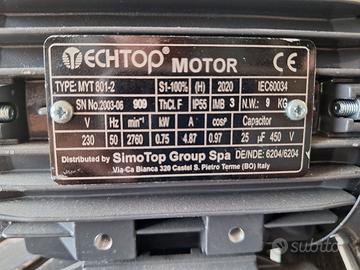 TECHTOP® MOTOR CE
TYPE: MYT 801-2 S1-100% (H) 2020 IEC60034
SN No.2003-06 909 ThCl. F IP55 IMB 3 N.W.: 9 KG
V Hz min⁻¹ kW A cosφ Capacitor
230 50 2760 0.75 4.87 0.97 25 µF 450 V
Distributed by SimoTop Group Spa DE/NDE: 6204/6204
Via-Ca Bianca 320 Castel S. Pietro Terme (BO) Italy
subito